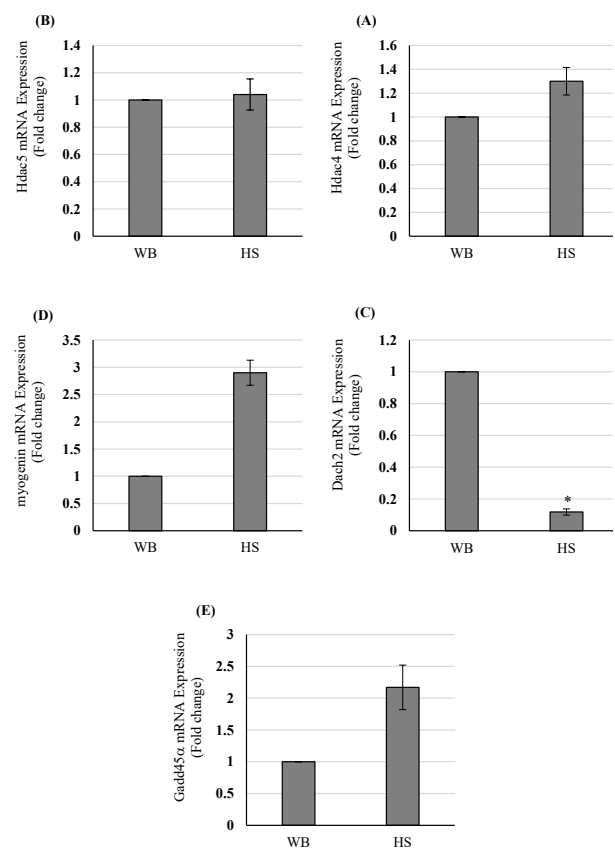 (B)
Hdac5 mRNA Expression
(Fold change)
1.4
1.2
1
0.8
0.6
0.4
0.2
0
WB
HS
(A)
Hdac4 mRNA Expression
(Fold change)
1.6
1.4
1.2
1
0.8
0.6
0.4
0.2
0
WB
HS
(D)
myogenin mRNA Expression
(Fold change)
3.5
3
2.5
2
1.5
1
0.5
0
WB
HS
(C)
Dach2 mRNA Expression
(Fold change)
1.2
1
0.8
0.6
0.4
0.2
0
*
WB
HS
(E)
Gadd45α mRNA Expression
(Fold change)
3
2.5
2
1.5
1
0.5
0
WB
HS